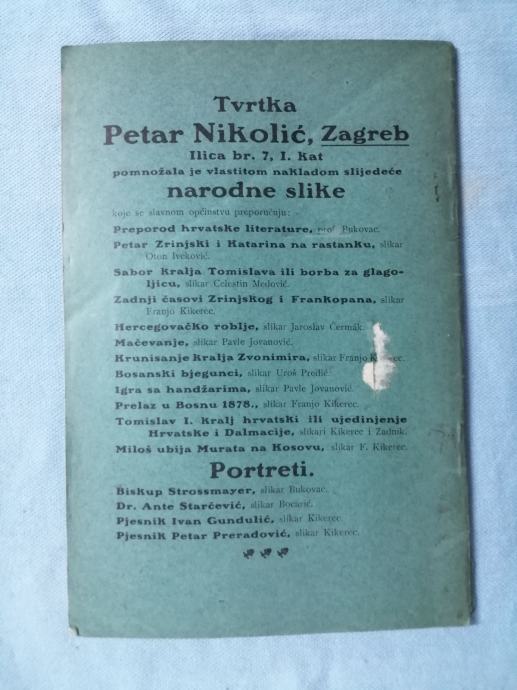 Tvrtka
Petar Nikolić, Zagreb
Ilica br. 7, I. kat
pomnožala je vlastitom nakladom slijedeće
narodne slike
koje se slavnom općinstvu preporučuju:
Preporod hrvatske literature, prof. Bukovac.
Petar Zrinjski i Katarina na rastanku, slikar
Oton Iveković.
Sabor kralja Tomislava ili borba za glago-
ljicu, slikar Celestin Medović.
Zadnji časovi Zrinjskog i Frankopana, slikar
Franjo Kikerec.
Hercegovačko roblje, slikar Jaroslav Čermák.
Mačevanje, slikar Pavle Jovanović.
Krunisanje kralja Zvonimira, slikar Franjo
Bosanski bjegunci, slikar Uroš Predić.
Igra sa handžarima, slikar Pavle Jovanović.
Prelaz u Bosnu 1878., slikar Franjo Kikerec.
Tomislav I. kralj hrvatski ili ujedinjenje
Hrvatske i Dalmacije, slikari Kikerec i Zadnik.
Miloš ubija Murata na Kosovu, slikar F. Kikerec.
Portreti.
Biskup Strossmayer, slikar Bukovac.
Dr. Ante Starčević, slikar Bocarić.
Pjesnik Ivan Gundulić, slikar Kikerec.
Pjesnik Petar Preradović, slikar Kikerec.